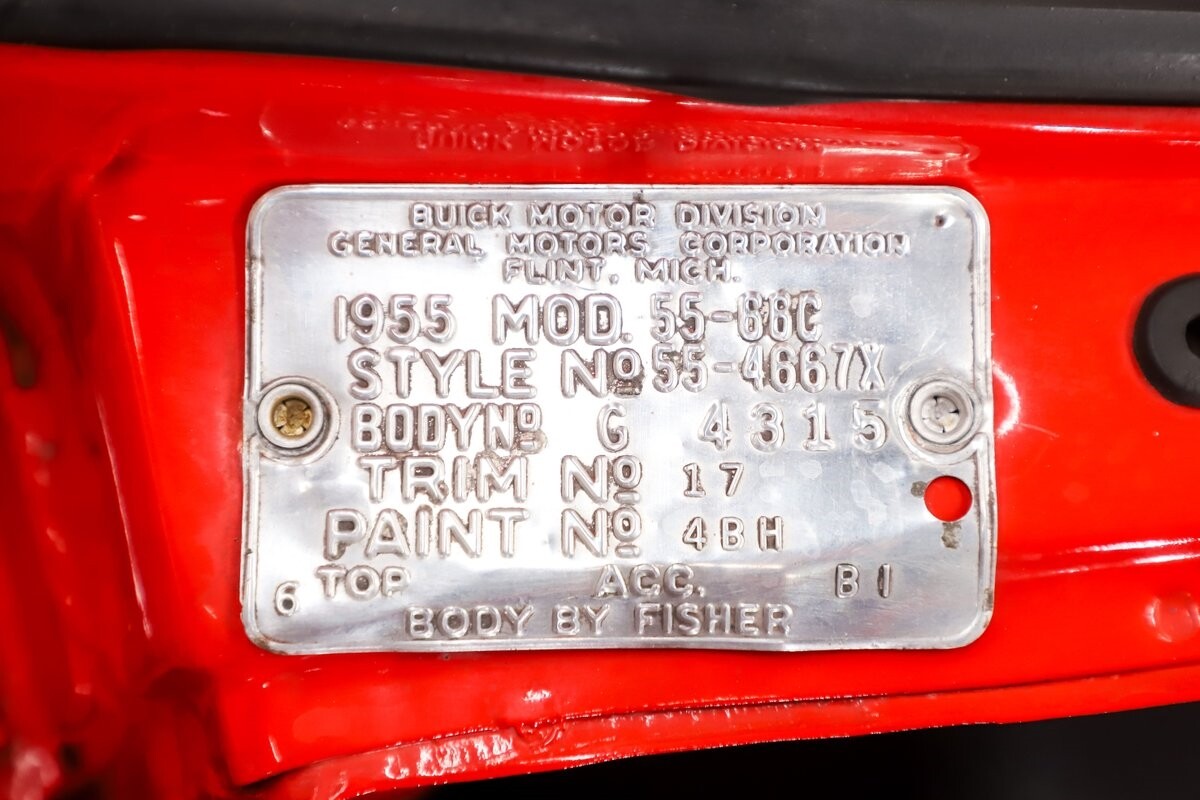 BUICK MOTOR DIVISION
GENERAL MOTORS CORPORATION
FLINT, MICH.
1955 MOD. 55-66C
STYLE No 55-4667X
BODY No G 4315
TRIM No 17
PAINT No 4BH
6 TOP ACC. B I
BODY BY FISHER